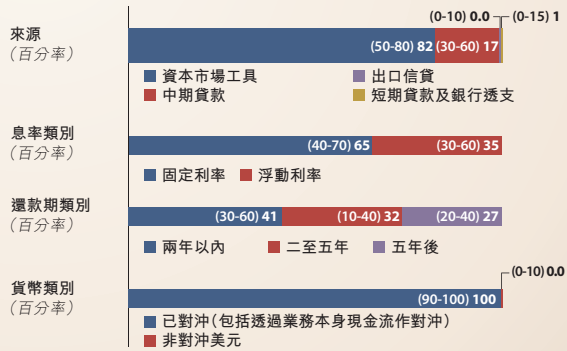 (0-10) 0.0 (0-15) 1
來源
(百分率)
(50-80) 82 (30-60) 17
資本市場工具 出口信貸
中期貸款 短期貸款及銀行透支
息率類別
(百分率)
(40-70) 65 (30-60) 35
固定利率 浮動利率
還款期類別
(百分率)
(30-60) 41 (10-40) 32 (20-40) 27
兩年以內 二至五年 五年後
(0-10) 0.0
貨幣類別
(百分率)
(90-100) 100
已對沖(包括透過業務本身現金流作對沖)
非對沖美元